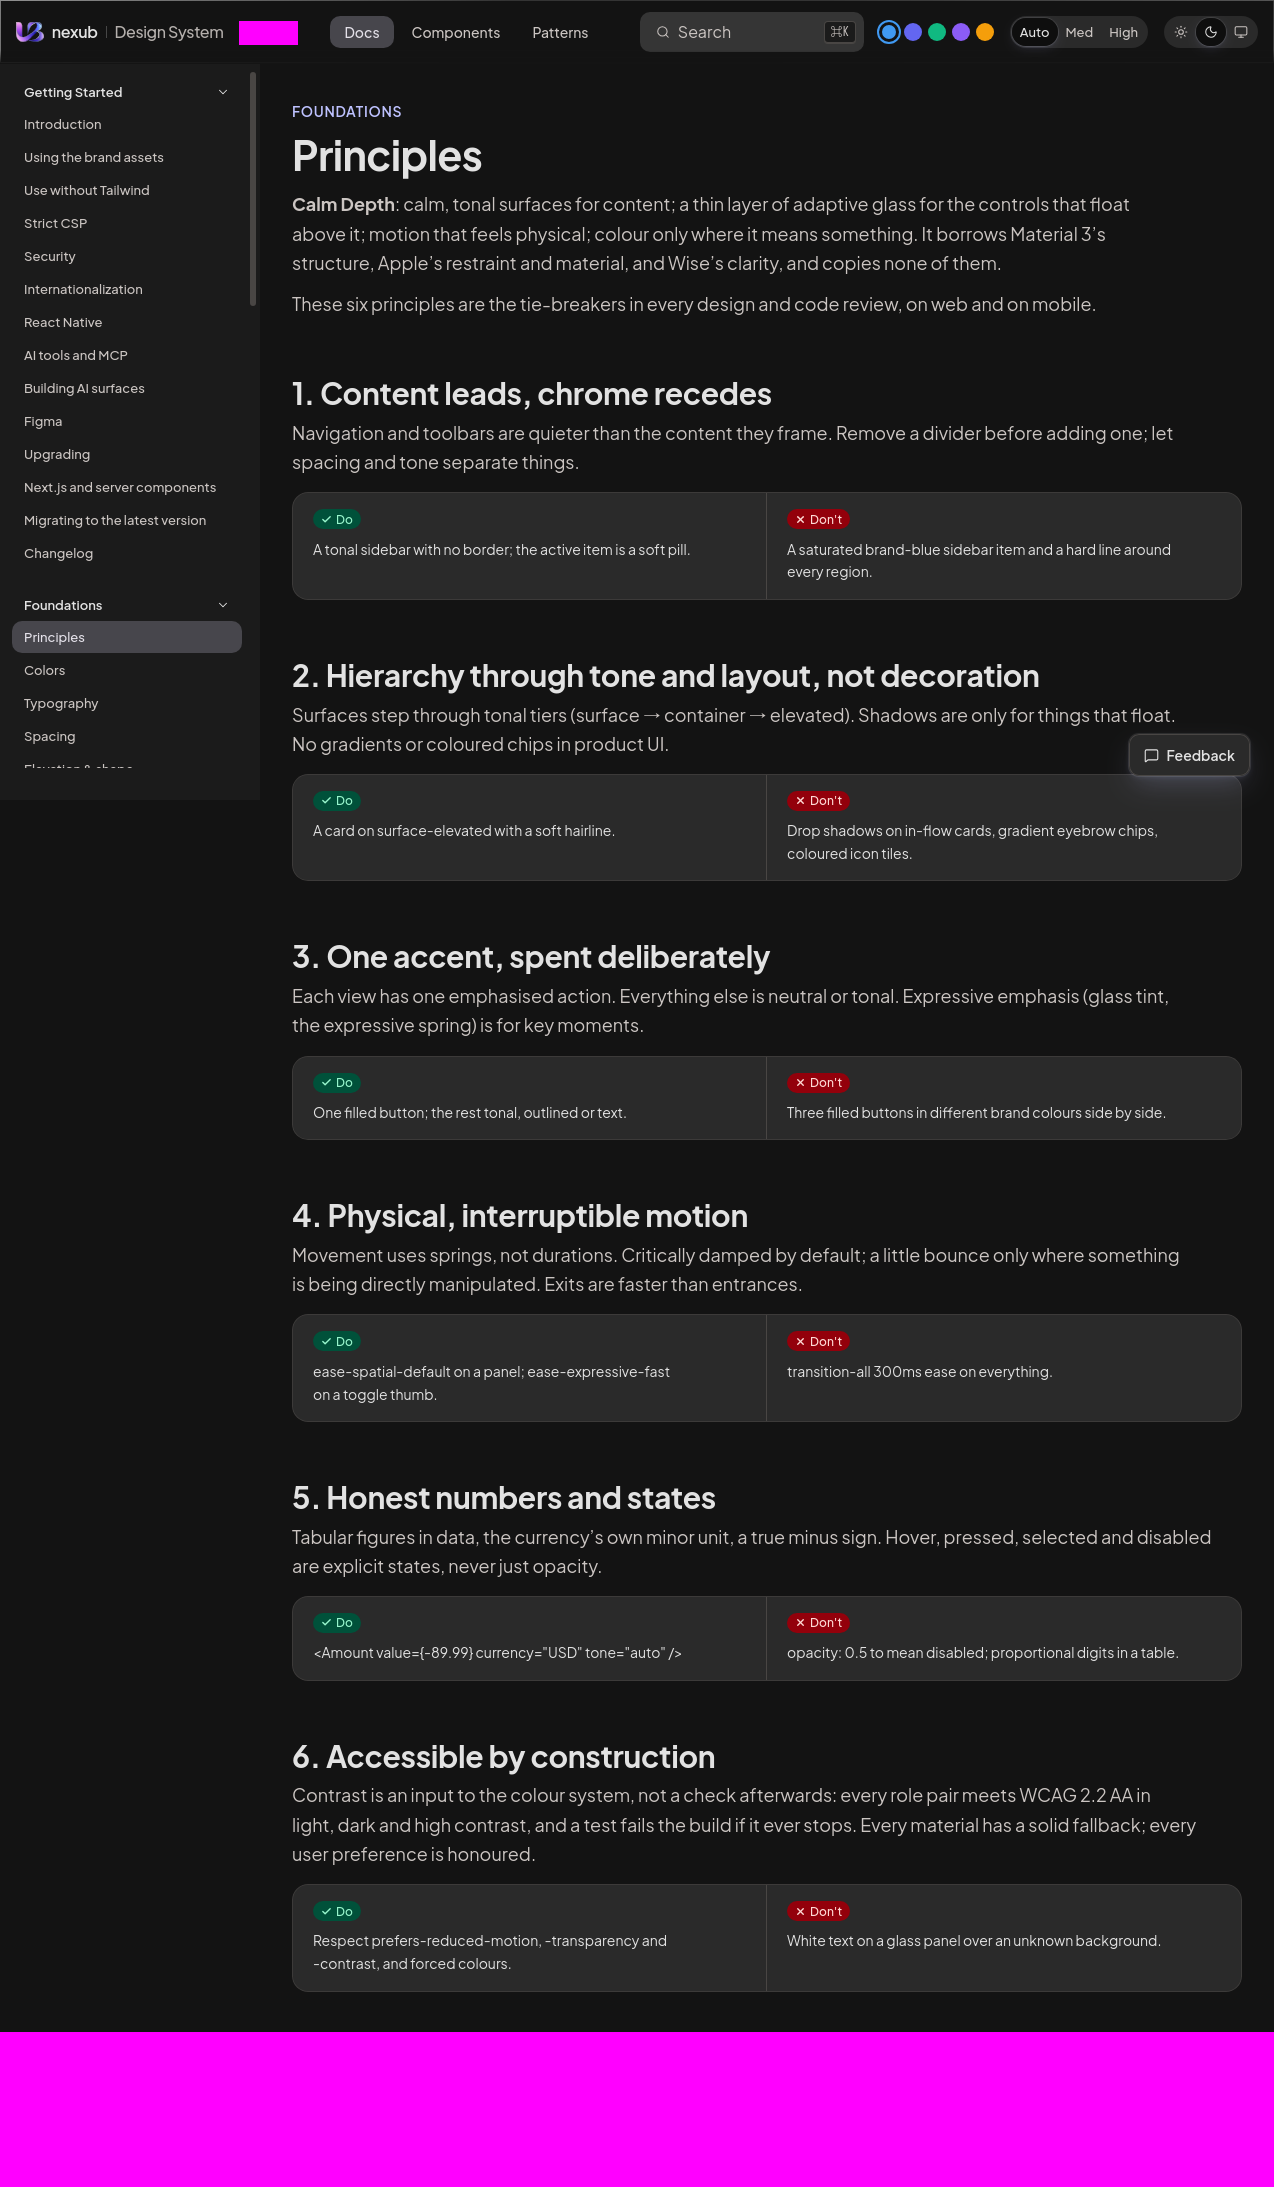 nexub
Design System
Docs
Components
Patterns
Search
⌘K
Auto
Med
High
Getting Started
Introduction
Using the brand assets
Use without Tailwind
Strict CSP
Security
Internationalization
React Native
AI tools and MCP
Building AI surfaces
Figma
Upgrading
Next.js and server components
Migrating to the latest version
Changelog
Foundations
Principles
Colors
Typography
Spacing
Elevation & shape
FOUNDATIONS
Principles
Calm Depth: calm, tonal surfaces for content; a thin layer of adaptive glass for the controls that float
above it; motion that feels physical; colour only where it means something. It borrows Material 3’s
structure, Apple’s restraint and material, and Wise’s clarity, and copies none of them.
These six principles are the tie-breakers in every design and code review, on web and on mobile.
1. Content leads, chrome recedes
Navigation and toolbars are quieter than the content they frame. Remove a divider before adding one; let
spacing and tone separate things.
Do
A tonal sidebar with no border; the active item is a soft pill.
Don't
A saturated brand-blue sidebar item and a hard line around
every region.
2. Hierarchy through tone and layout, not decoration
Surfaces step through tonal tiers (surface → container → elevated). Shadows are only for things that float.
No gradients or coloured chips in product UI.
Feedback
Do
A card on surface-elevated with a soft hairline.
Don't
Drop shadows on in-flow cards, gradient eyebrow chips,
coloured icon tiles.
3. One accent, spent deliberately
Each view has one emphasised action. Everything else is neutral or tonal. Expressive emphasis (glass tint,
the expressive spring) is for key moments.
Do
One filled button; the rest tonal, outlined or text.
Don't
Three filled buttons in different brand colours side by side.
4. Physical, interruptible motion
Movement uses springs, not durations. Critically damped by default; a little bounce only where something
is being directly manipulated. Exits are faster than entrances.
Do
ease-spatial-default on a panel; ease-expressive-fast
on a toggle thumb.
Don't
transition-all 300ms ease on everything.
5. Honest numbers and states
Tabular figures in data, the currency’s own minor unit, a true minus sign. Hover, pressed, selected and disabled
are explicit states, never just opacity.
Do
<Amount value={-89.99} currency="USD" tone="auto" />
Don't
opacity: 0.5 to mean disabled; proportional digits in a table.
6. Accessible by construction
Contrast is an input to the colour system, not a check afterwards: every role pair meets WCAG 2.2 AA in
light, dark and high contrast, and a test fails the build if it ever stops. Every material has a solid fallback; every
user preference is honoured.
Do
Respect prefers-reduced-motion, -transparency and
-contrast, and forced colours.
Don't
White text on a glass panel over an unknown background.